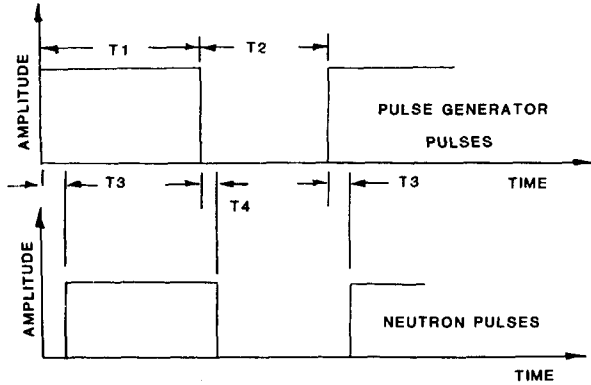 T1
T2
AMPLITUDE
PULSE GENERATOR
PULSES
T3
T4
T3
TIME
AMPLITUDE
NEUTRON PULSES
TIME